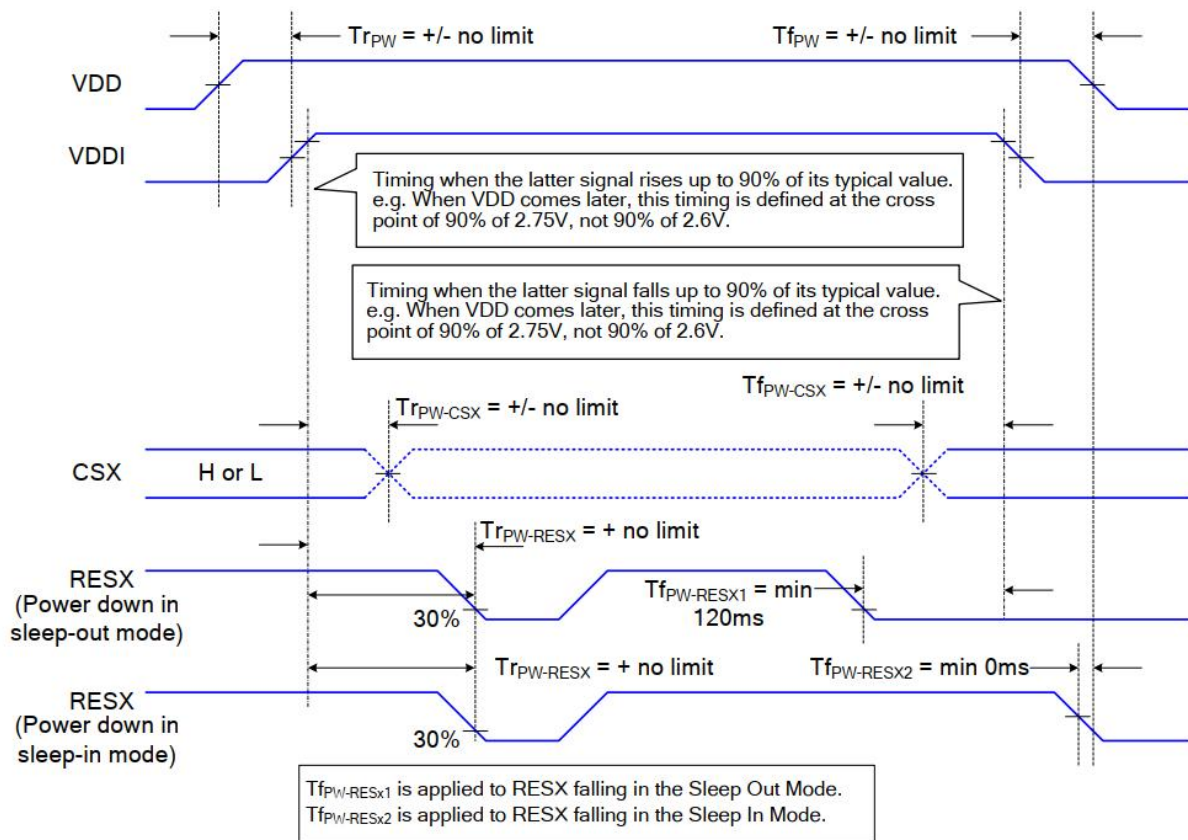 TrPW = +/- no limit
TfPW = +/- no limit
VDD
VDDI
Timing when the latter signal rises up to 90% of its typical value.
e.g. When VDD comes later, this timing is defined at the cross
point of 90% of 2.75V, not 90% of 2.6V.
Timing when the latter signal falls up to 90% of its typical value.
e.g. When VDD comes later, this timing is defined at the cross
point of 90% of 2.75V, not 90% of 2.6V.
TfPW-CSX = +/- no limit
TrPW-CSX = +/- no limit
CSX
H or L
TrPW-RESX = + no limit
RESX
(Power down in
sleep-out mode)
30%
TfPW-RESX1 = min
120ms
TrPW-RESX = + no limit
TfPW-RESX2 = min 0ms
RESX
(Power down in
sleep-in mode)
30%
TfPW-RESx1 is applied to RESX falling in the Sleep Out Mode.
TfPW-RESx2 is applied to RESX falling in the Sleep In Mode.